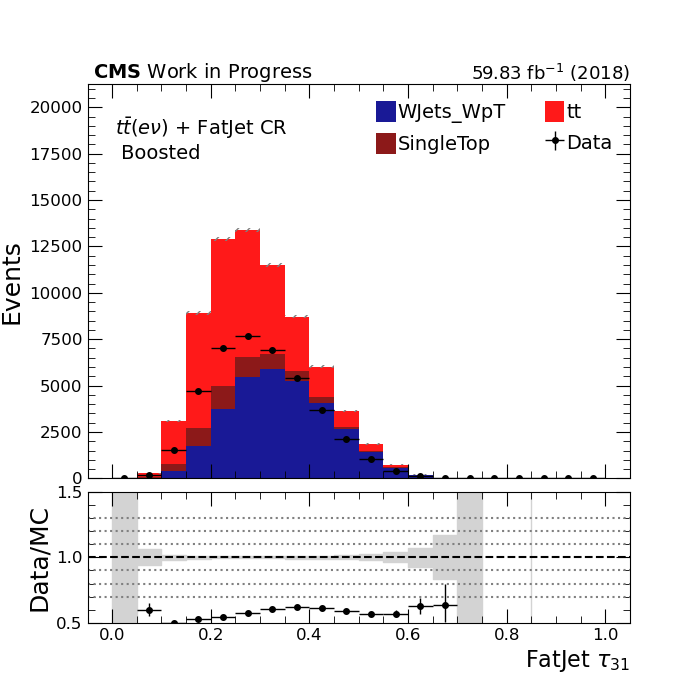 CMS Work in Progress 59.83 fb⁻¹ (2018)
tt̄(eν) + FatJet CR
Boosted
WJets_WpT
tt
SingleTop
Data
Events
20000
17500
15000
12500
10000
7500
5000
2500
0
Data/MC
1.5
1.0
0.5
0.0 0.2 0.4 0.6 0.8 1.0
FatJet τ₃₁